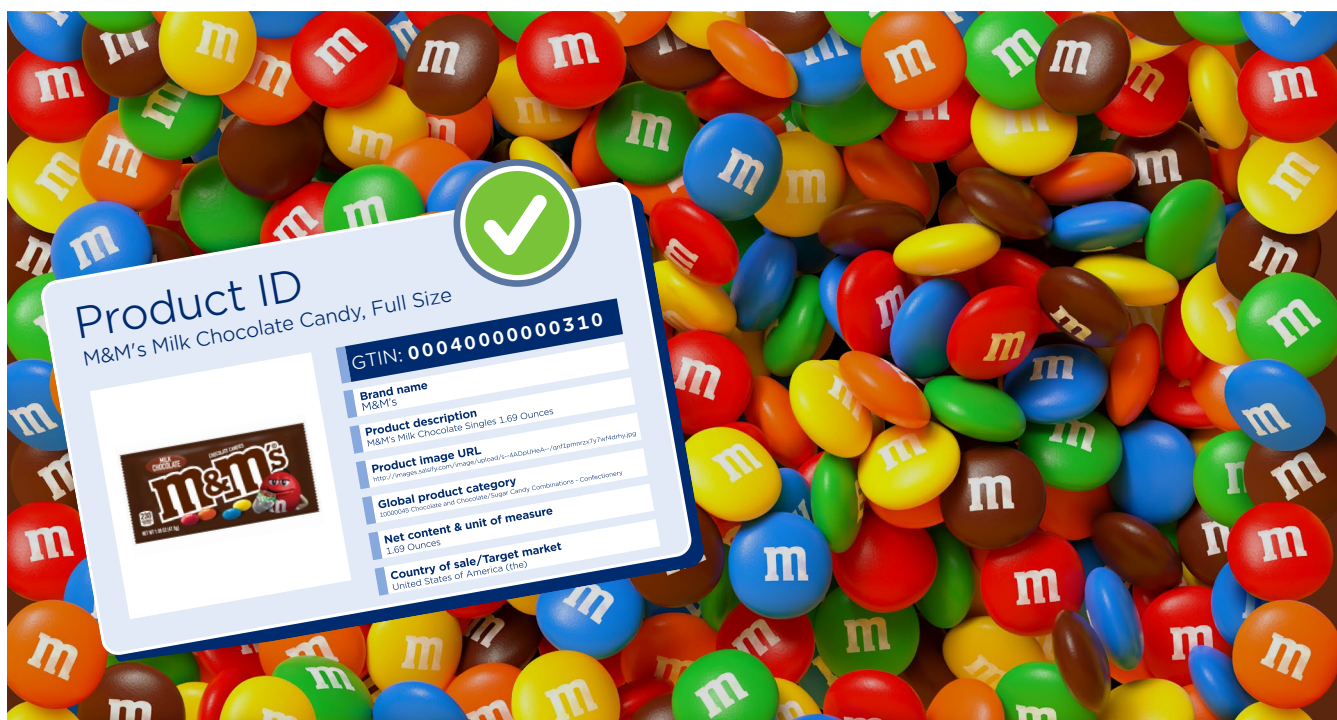 Product ID
M&M's Milk Chocolate Candy, Full Size
GTIN: 00040000000310
Brand name
M&M's
Product description
M&M's Milk Chocolate Singles 1.69 Ounces
Product image URL
Global product category
10000045 Chocolate and Chocolate/Sugar Candy Combinations - Confectionery
Net content & unit of measure
1.69 Ounces
Country of sale/Target market
United States of America (the)
MILK
CHOCOLATE
CHOCOLATE CANDIES
m&m's
m